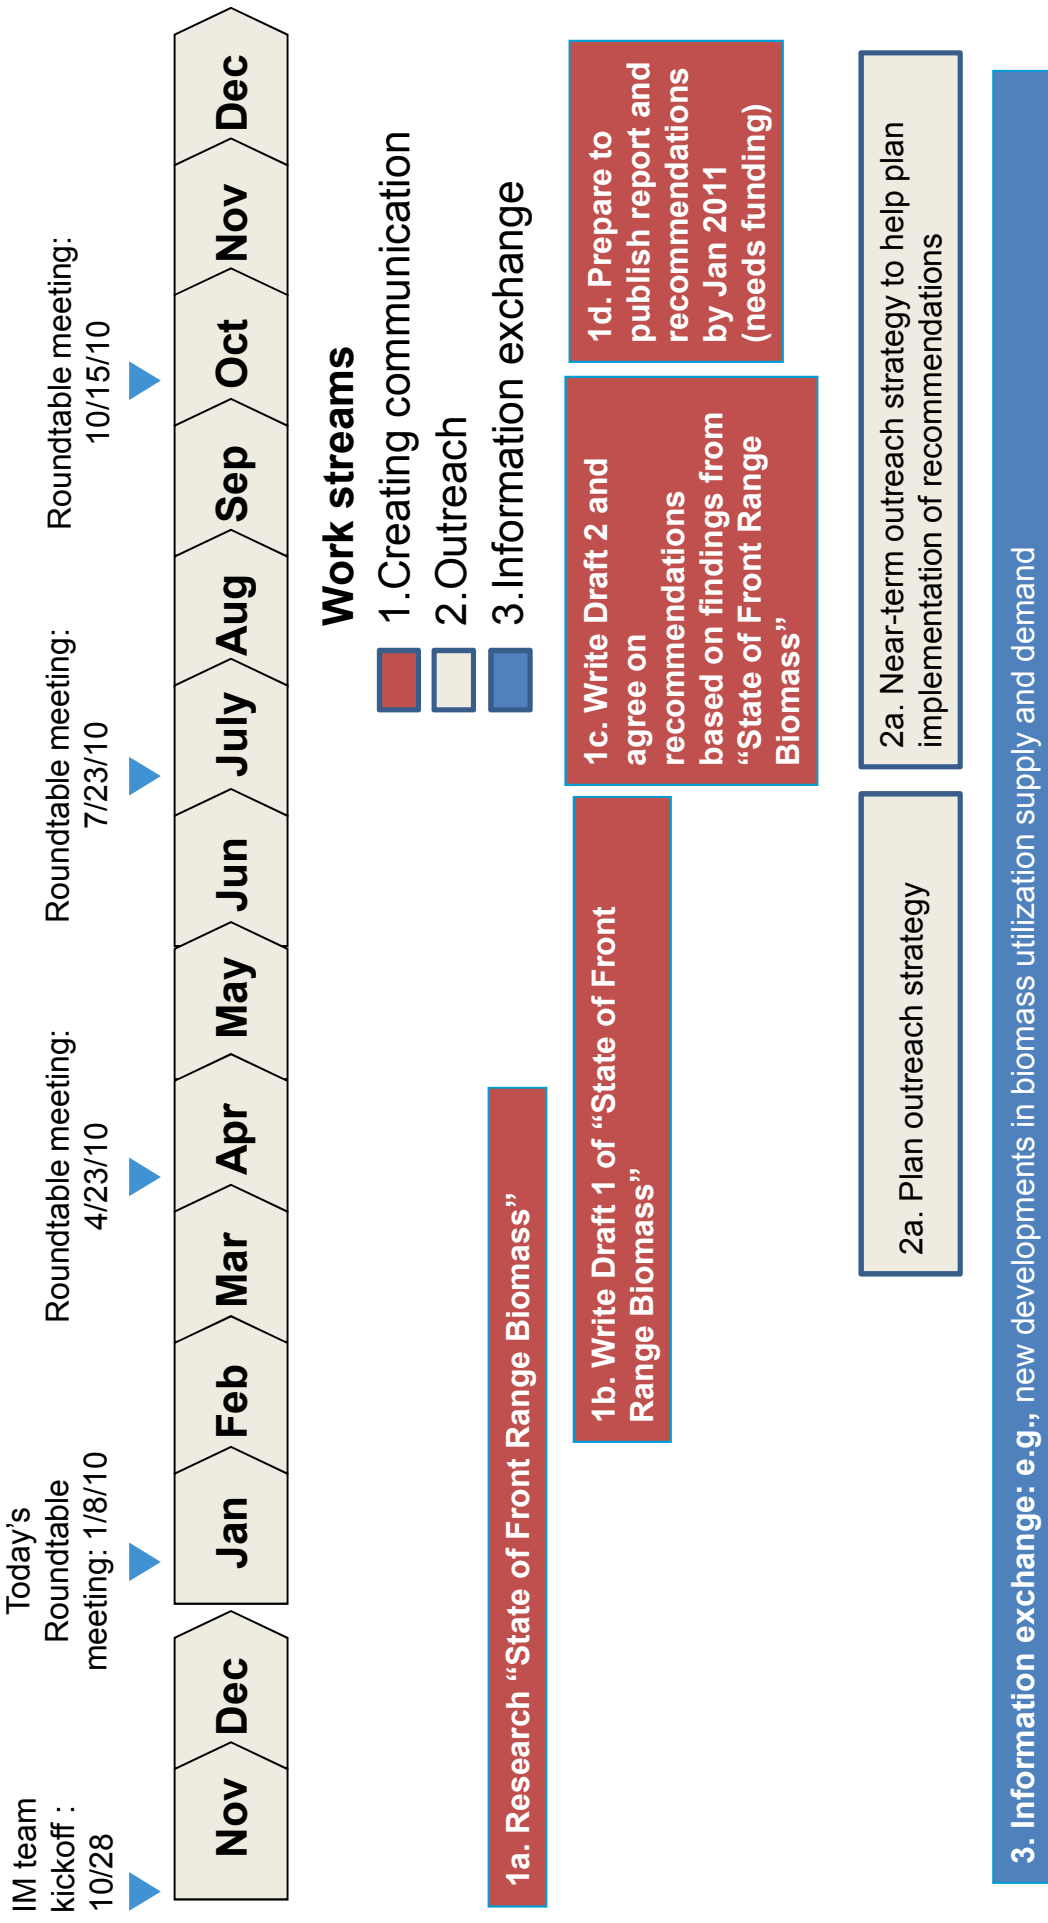 IM team
kickoff :
10/28
Today's
Roundtable
meeting: 1/8/10
Roundtable meeting:
4/23/10
Roundtable meeting:
7/23/10
Roundtable meeting:
10/15/10
Nov
Dec
Jan
Feb
Mar
Apr
May
Jun
July
Aug
Sep
Oct
Nov
Dec
Work streams
1.Creating communication
2.Outreach
3.Information exchange
1a. Research “State of Front Range Biomass”
1b. Write Draft 1 of “State of Front
Range Biomass”
1c. Write Draft 2 and
agree on
recommendations
based on findings from
“State of Front Range
Biomass”
1d. Prepare to
publish report and
recommendations
by Jan 2011
(needs funding)
2a. Plan outreach strategy
2a. Near-term outreach strategy to help plan
implementation of recommendations
3. Information exchange: e.g., new developments in biomass utilization supply and demand